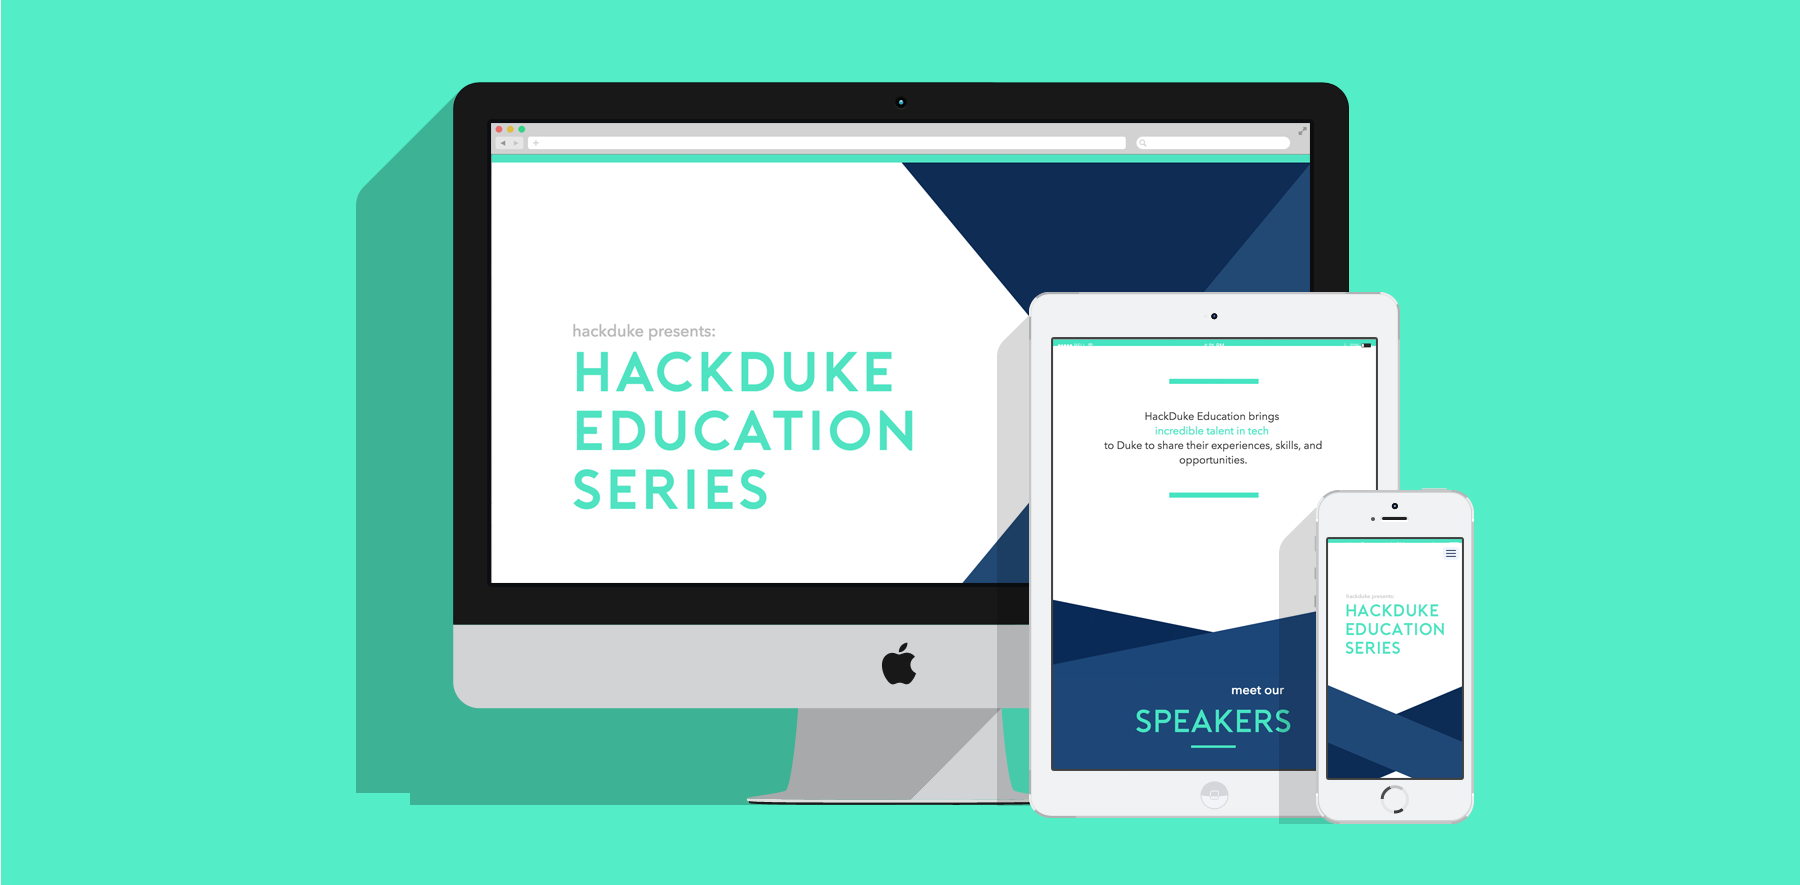 hackduke presents:
HACKDUKE
EDUCATION
SERIES
HackDuke Education brings
incredible talent in tech
to Duke to share their experiences, skills, and
opportunities.
meet our
SPEAKERS
hackduke presents:
HACKDUKE
EDUCATION
SERIES